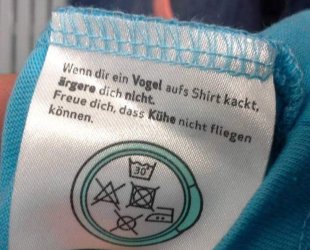 Wenn dir ein Vogel aufs Shirt kackt,
ärgere dich nicht.
Freue dich, dass Kühe nicht fliegen
können.
30°